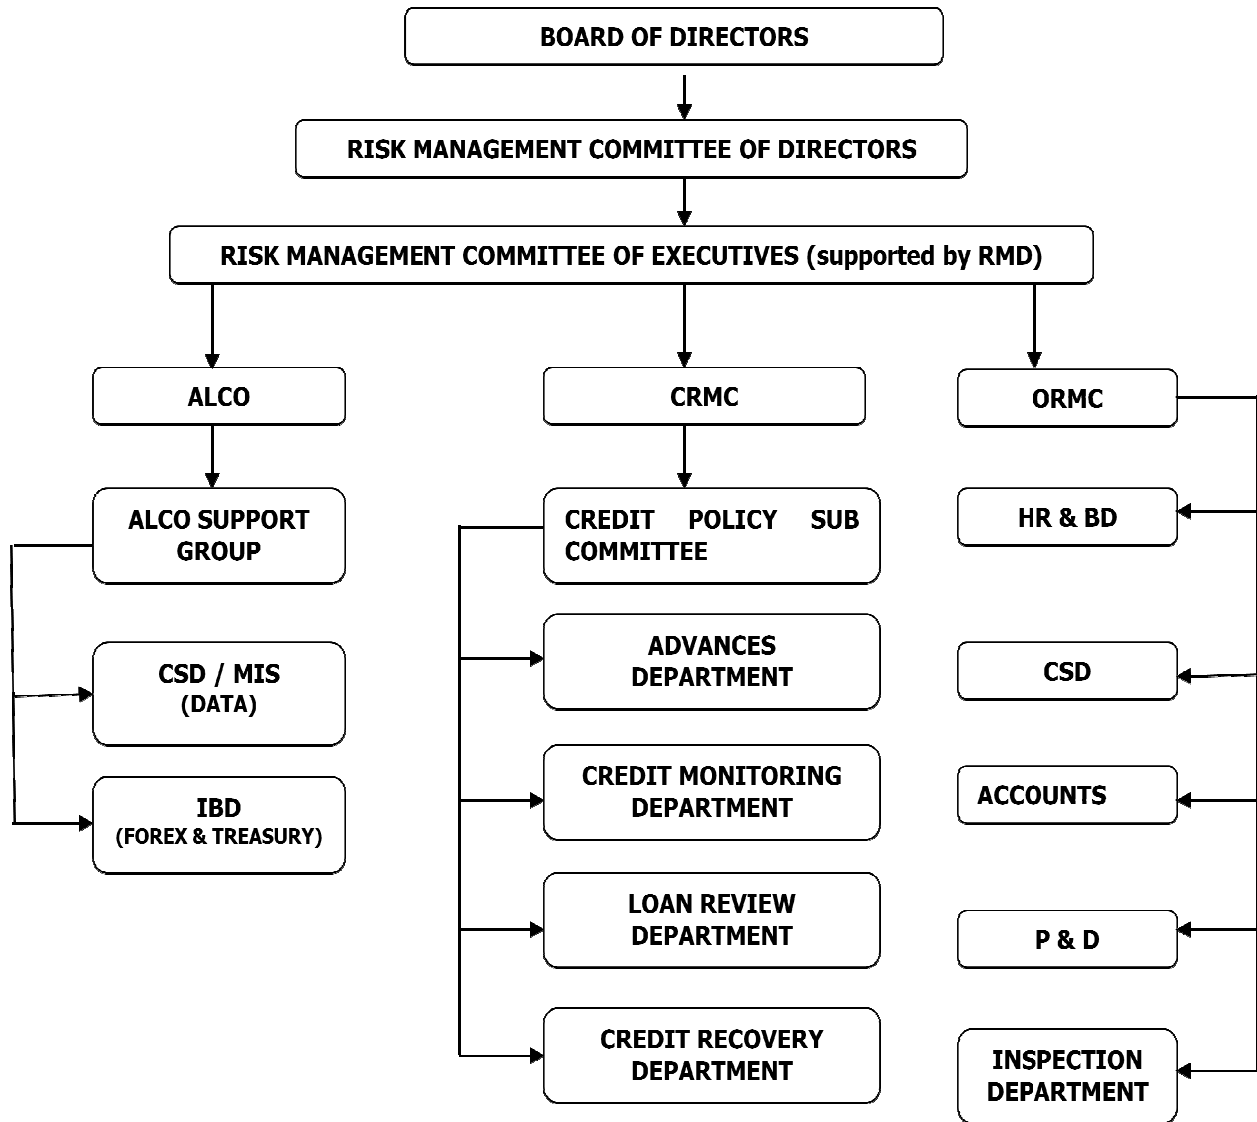 BOARD OF DIRECTORS
RISK MANAGEMENT COMMITTEE OF DIRECTORS
RISK MANAGEMENT COMMITTEE OF EXECUTIVES (supported by RMD)
ALCO
CRMC
ORMC
ALCO SUPPORT
GROUP
CREDIT POLICY SUB
COMMITTEE
HR & BD
CSD / MIS
(DATA)
ADVANCES
DEPARTMENT
CSD
IBD
(FOREX & TREASURY)
CREDIT MONITORING
DEPARTMENT
ACCOUNTS
LOAN REVIEW
DEPARTMENT
P & D
CREDIT RECOVERY
DEPARTMENT
INSPECTION
DEPARTMENT